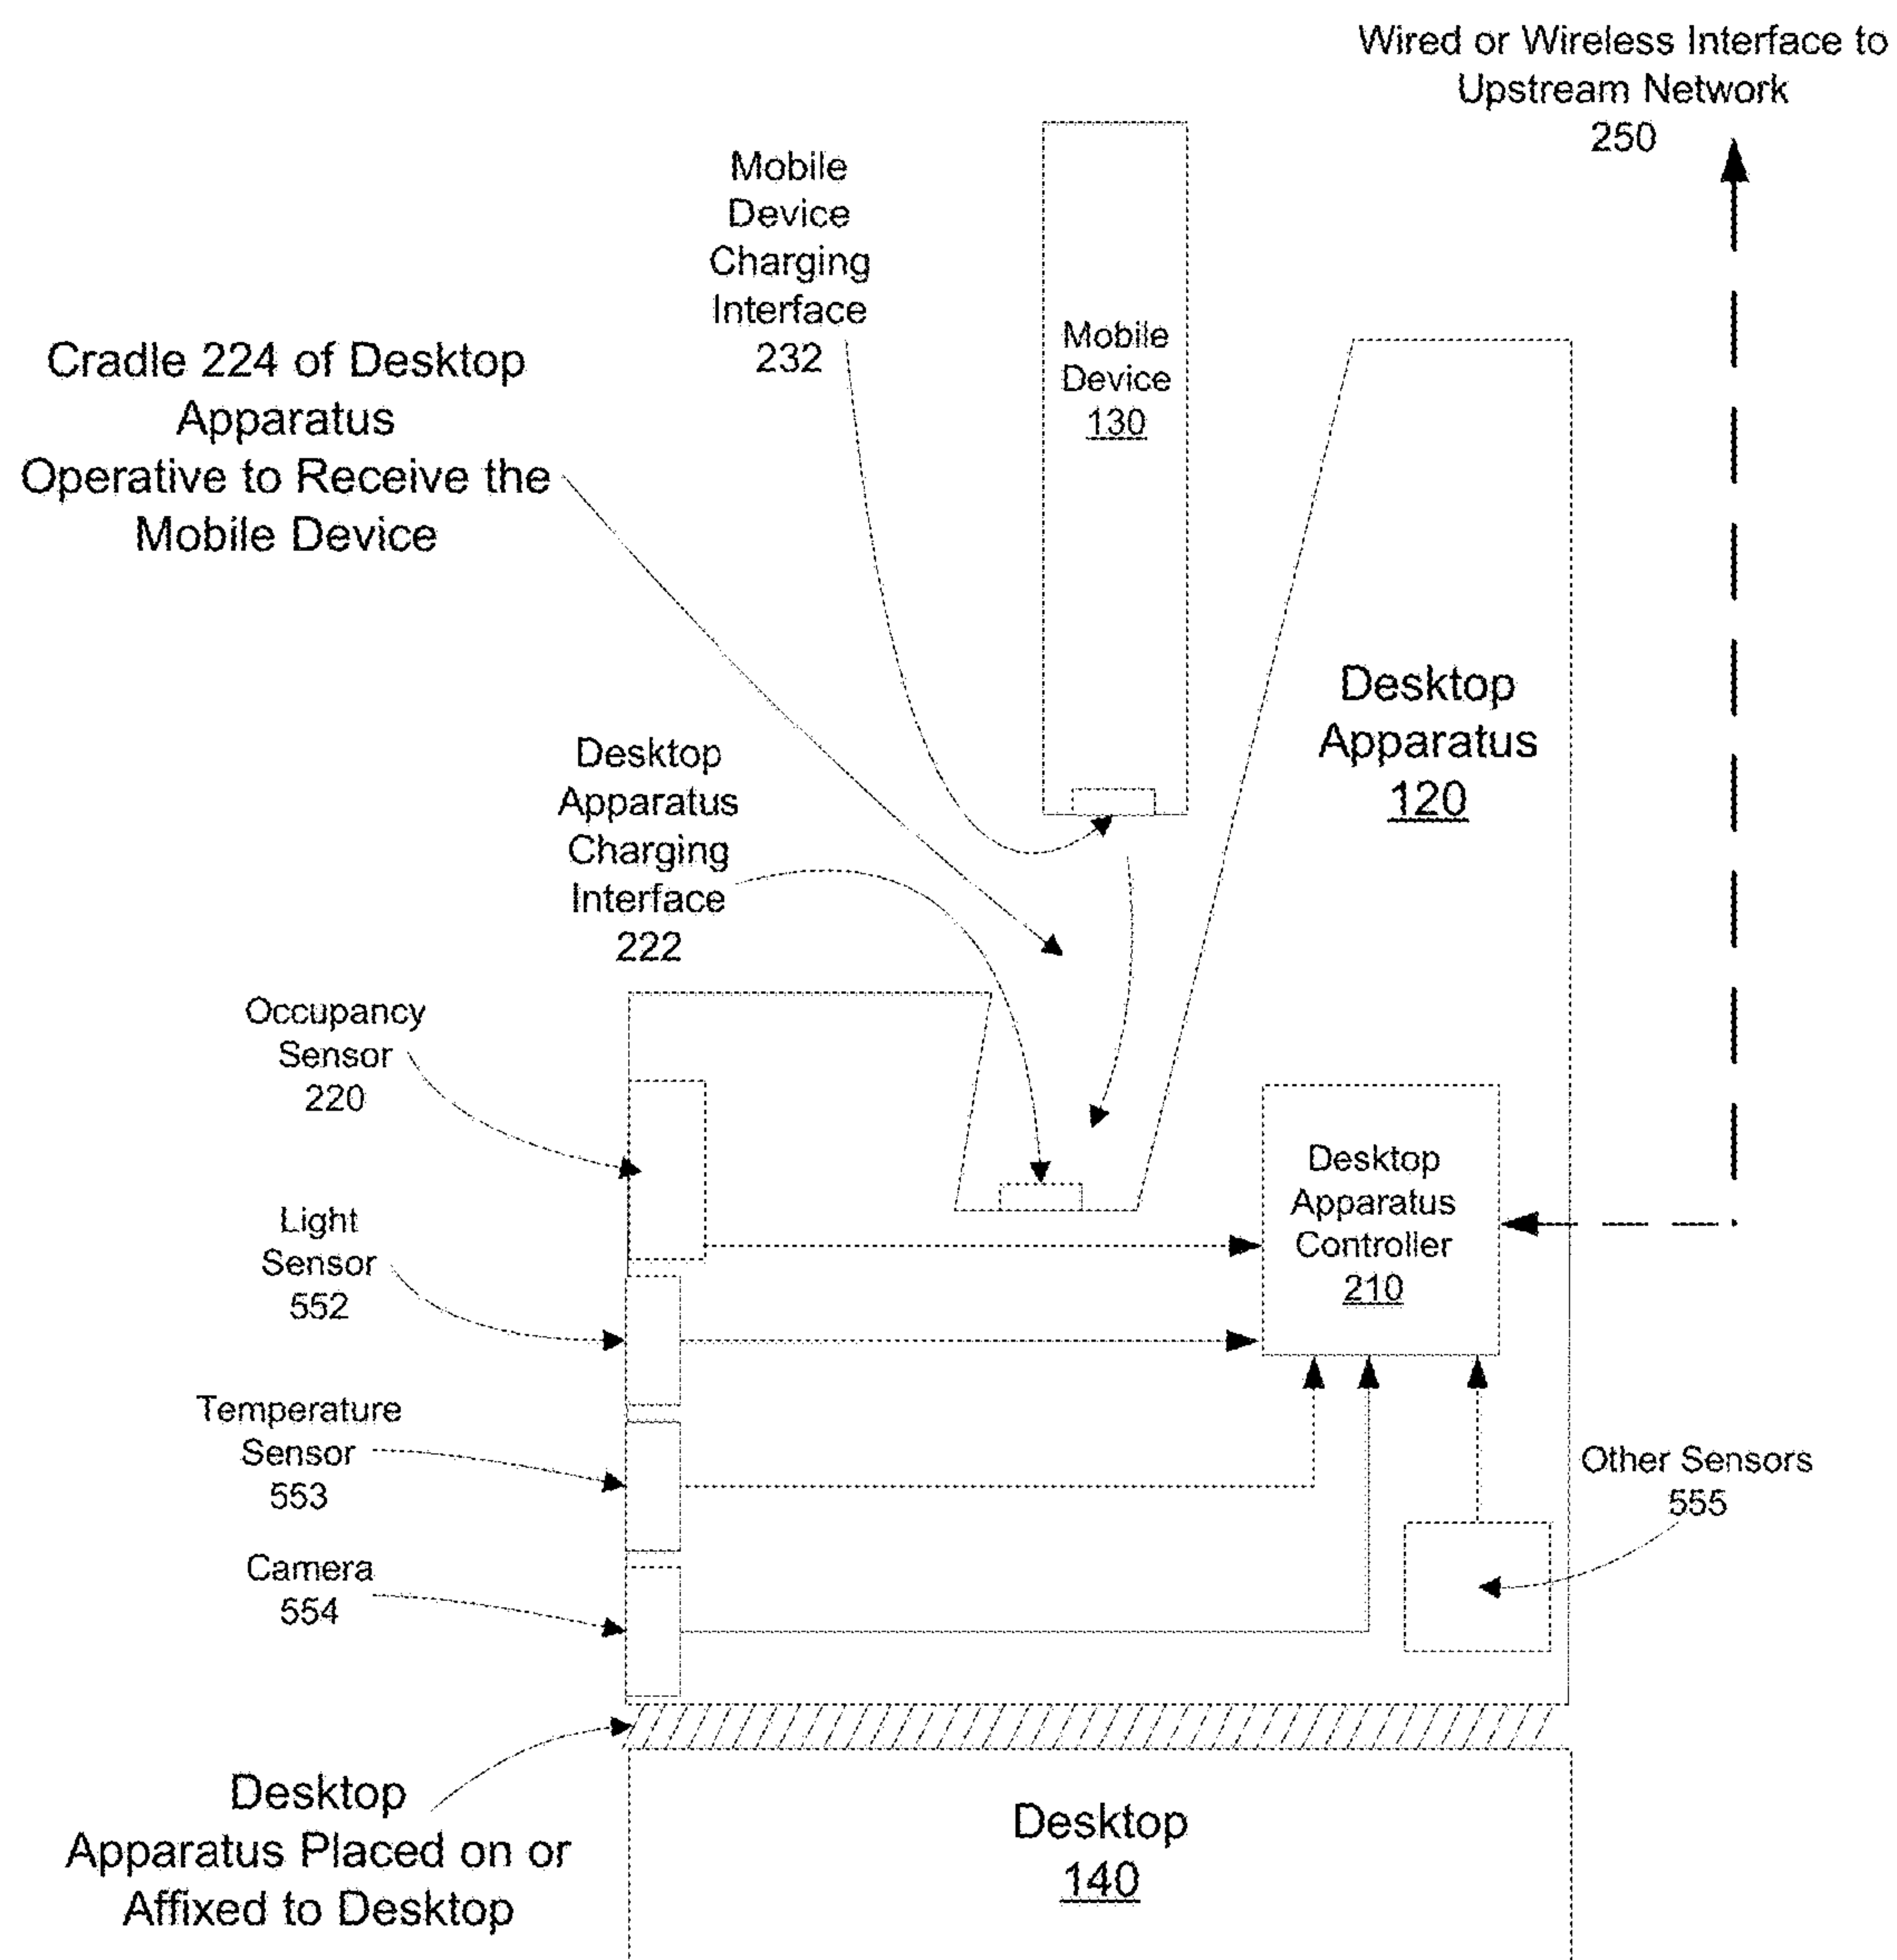 Wired or Wireless Interface to
Upstream Network
250
Mobile
Device
Charging
Interface
232
Mobile
Device
130
Cradle 224 of Desktop
Apparatus
Operative to Receive the
Mobile Device
Desktop
Apparatus
120
Desktop
Apparatus
Charging
Interface
222
Occupancy
Sensor
220
Desktop
Apparatus
Controller
210
Light
Sensor
552
Temperature
Sensor
553
Other Sensors
555
Camera
554
Desktop
Apparatus Placed on or
Affixed to Desktop
Desktop
140